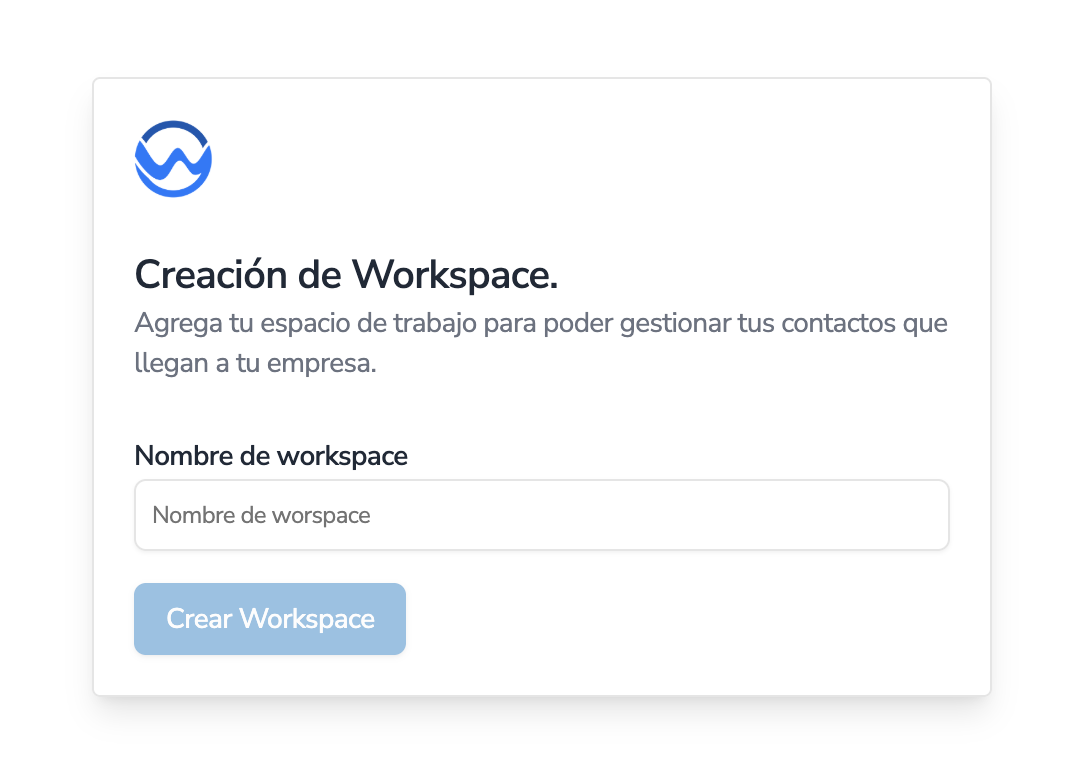 Creación de Workspace.
Agrega tu espacio de trabajo para poder gestionar tus contactos que
llegan a tu empresa.
Nombre de workspace
Nombre de worspace
Crear Workspace